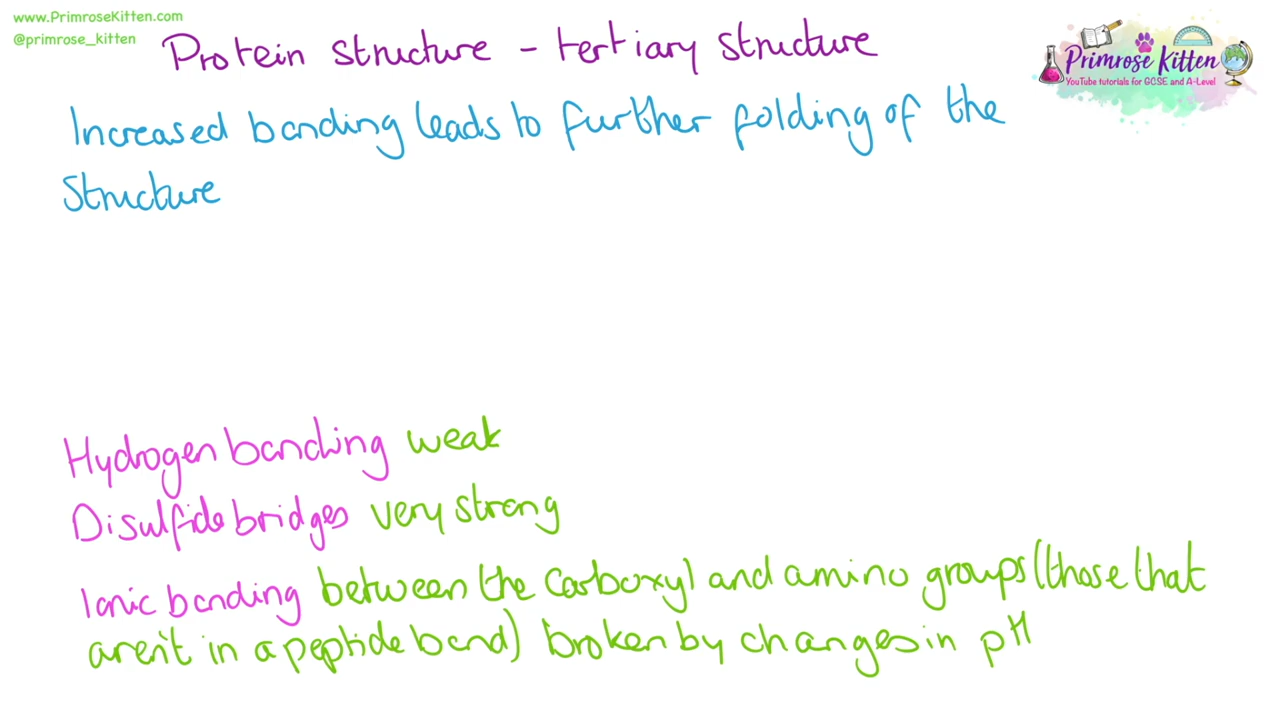 www.PrimroseKitten.com
@primrose_kitten
Protein structure - tertiary structure
Primrose Kitten
YouTube tutorials for GCSE and A-Level
Increased bonding leads to further folding of the
structure
Hydrogen bonding weak
Disulfide bridges very strong
Ionic bonding between the carboxyl and amino groups (those that
aren't in a peptide bond) broken by changes in pH